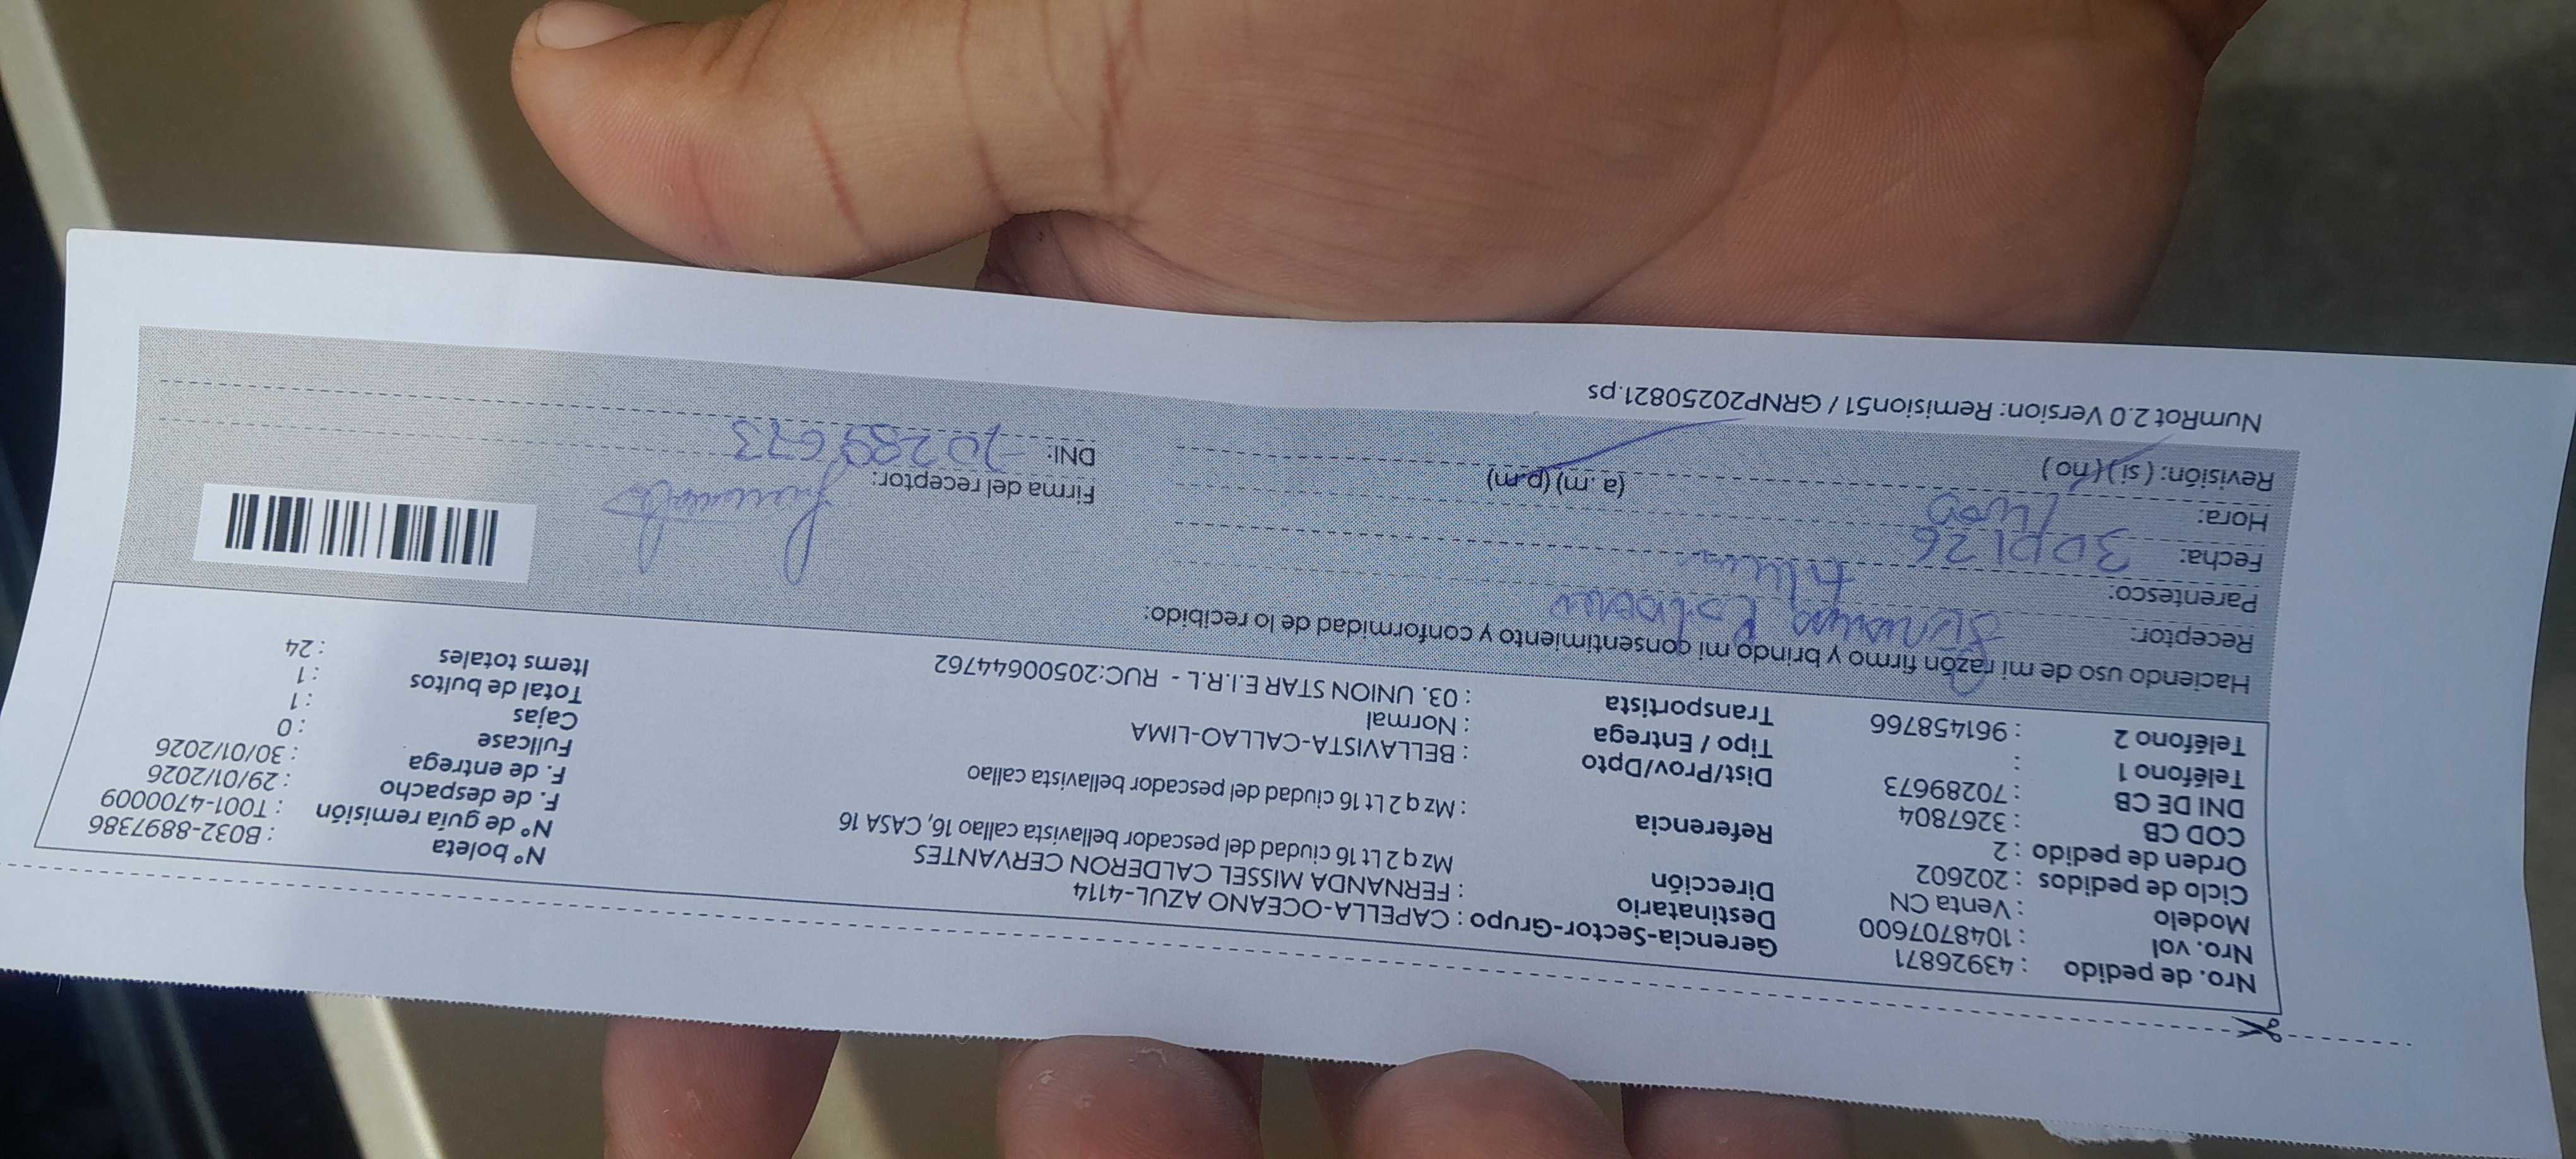 Nro. de pedido : 43926871
Nro. vol : 1048707600
Modelo : Venta CN
Ciclo de pedidos : 202602
Orden de pedido : 2
COD CB : 3267804
DNI DE CB : 70289673
Teléfono 1 :
Teléfono 2 : 961458766
Gerencia-Sector-Grupo : CAPELLA-OCEANO AZUL-4114
Destinatario : FERNANDA MISSEL CALDERON CERVANTES
Dirección Mz q 2 Lt 16 ciudad del pescador bellavista callao 16, CASA 16
Referencia : Mz q 2 Lt 16 ciudad del pescador bellavista callao
Dist/Prov/Dpto : BELLAVISTA-CALLAO-LIMA
Tipo / Entrega : Normal
Transportista : 03. UNION STAR E.I.R.L - RUC:20500644762
N° boleta : B032-8897386
N° de guía remisión : T001-4700009
F. de despacho : 29/01/2026
F. de entrega : 30/01/2026
Fullcase : 0
Cajas : 1
Total de bultos : 1
Items totales : 24
Haciendo uso de mi razón firmo y brindo mi consentimiento y conformidad de lo recibido:
Receptor:
Parentesco:
Fecha: 30 01 26
Hora: (a. m) (p.m)
Revisión: (si) (no)
Firma del receptor:
DNI: 70289673
NumRot 2.0 Version: Remision51 / GRNP20250821.ps